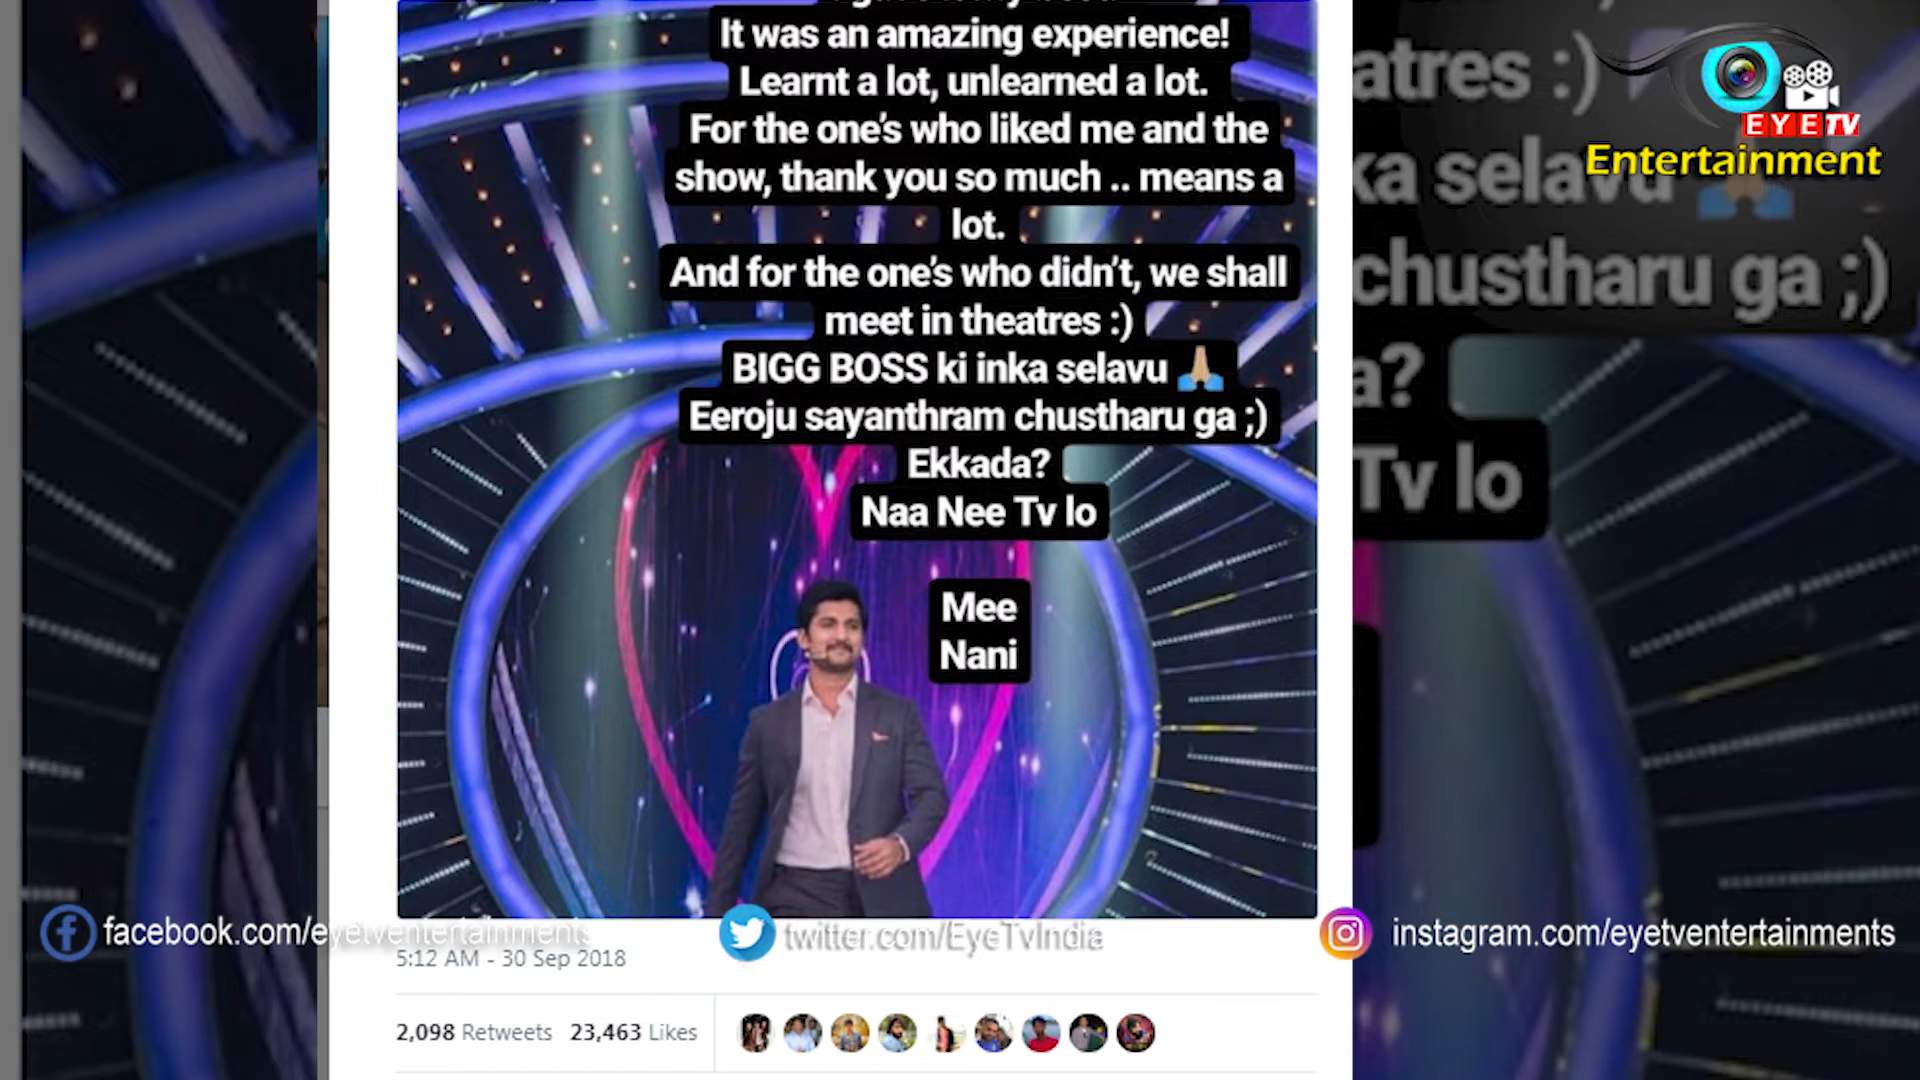 It was an amazing experience!
Learnt a lot, unlearned a lot.
For the one's who liked me and the
show, thank you so much .. means a
lot.
And for the one's who didn't, we shall
meet in theatres :)
BIGG BOSS ki inka selavu 🙏🏼
Eeroju sayanthram chustharu ga ;)
Ekkada?
Naa Nee Tv lo
Mee
Nani
atres :)
ka selavu 🙏🏼
chustharu ga ;)
a?
Tv lo
EYE TV
Entertainment
facebook.com/eyetventertainments
twitter.com/EyeTvIndia
instagram.com/eyetventertainments
5:12 AM - 30 Sep 2018
2,098 Retweets 23,463 Likes